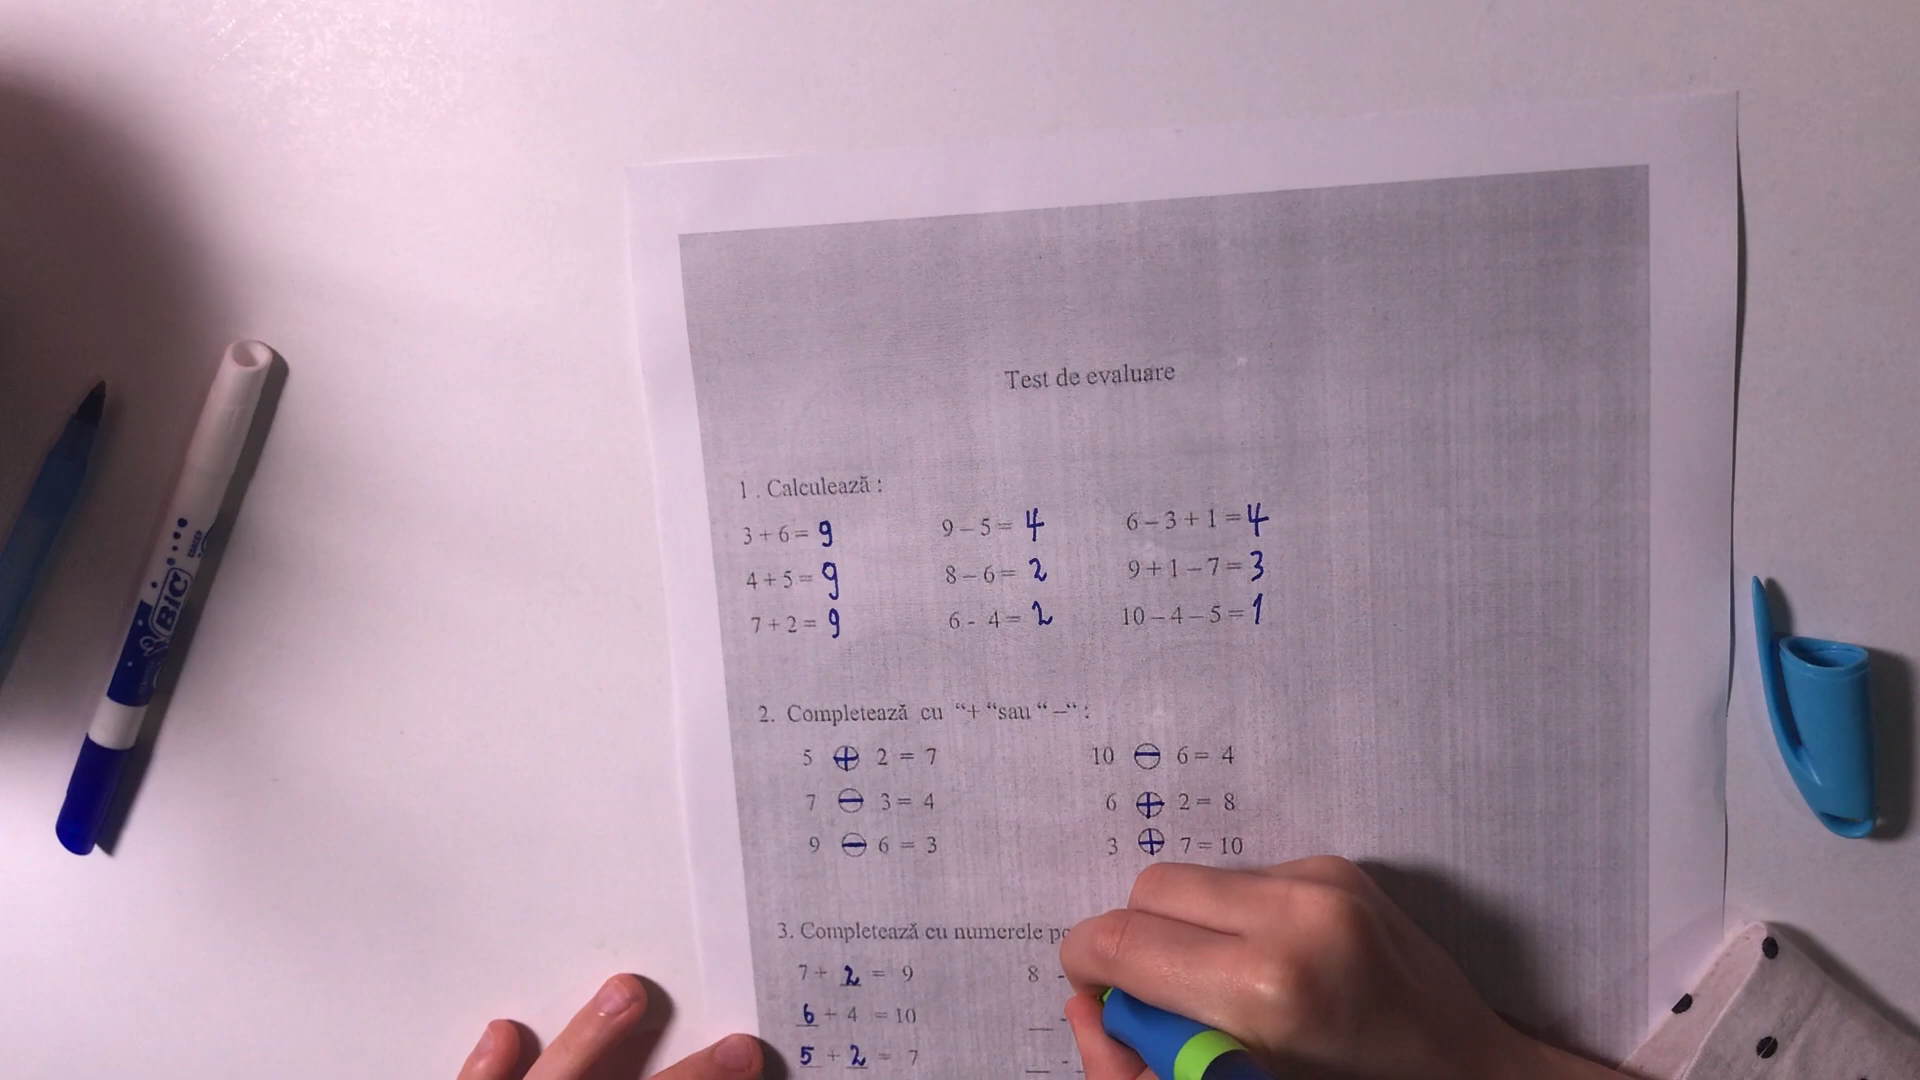 Test de evaluare
1 . Calculează :
3 + 6 = 9 9 – 5 = 4 6 – 3 + 1 = 4
4 + 5 = 9 8 – 6 = 2 9 + 1 – 7 = 3
7 + 2 = 9 6 - 4 = 2 10 – 4 – 5 = 1
2. Completează cu “+ “sau “ –“ :
5 + 2 = 7 10 – 6 = 4
7 – 3 = 4 6 + 2 = 8
9 – 6 = 3 3 + 7 = 10
3. Completează cu numerele
7 + 2 = 9 8 -
6 + 4 = 10 __ -
5 + 2 = 7 __ - _
BIC